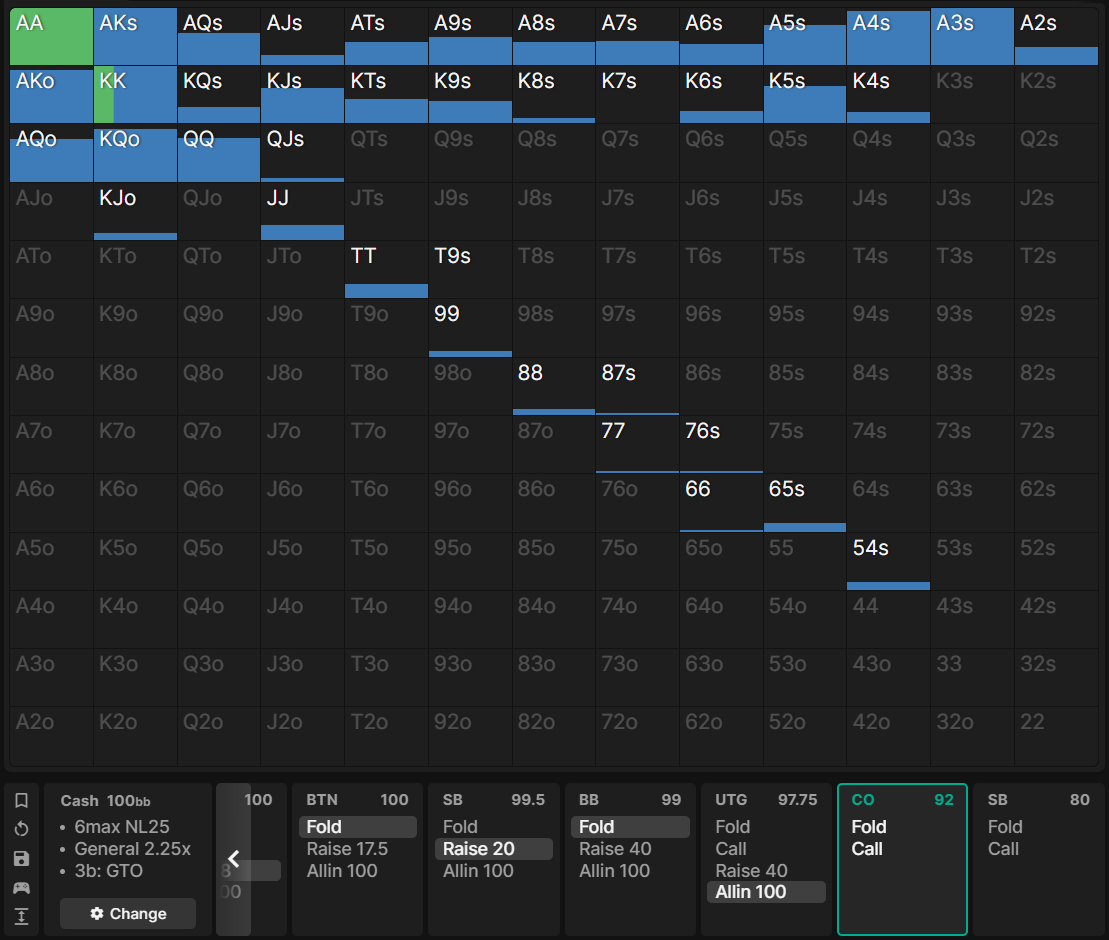 AA AKs AQs AJs ATs A9s A8s A7s A6s A5s A4s A3s A2s
AKo KK KQs KJs KTs K9s K8s K7s K6s K5s K4s K3s K2s
AQo KQo QQ QJs QTs Q9s Q8s Q7s Q6s Q5s Q4s Q3s Q2s
AJo KJo QJo JJ JTs J9s J8s J7s J6s J5s J4s J3s J2s
ATo KTo QTo JTo TT T9s T8s T7s T6s T5s T4s T3s T2s
A9o K9o Q9o J9o T9o 99 98s 97s 96s 95s 94s 93s 92s
A8o K8o Q8o J8o T8o 98o 88 87s 86s 85s 84s 83s 82s
A7o K7o Q7o J7o T7o 97o 87o 77 76s 75s 74s 73s 72s
A6o K6o Q6o J6o T6o 96o 86o 76o 66 65s 64s 63s 62s
A5o K5o Q5o J5o T5o 95o 85o 75o 65o 55 54s 53s 52s
A4o K4o Q4o J4o T4o 94o 84o 74o 64o 54o 44 43s 42s
A3o K3o Q3o J3o T3o 93o 83o 73o 63o 53o 43o 33 32s
A2o K2o Q2o J2o T2o 92o 82o 72o 62o 52o 42o 32o 22
Cash 100bb
• 6max NL25
• General 2.25x
• 3b: GTO
Change
100
8
00
BTN 100
Fold
Raise 17.5
Allin 100
SB 99.5
Fold
Raise 20
Allin 100
BB 99
Fold
Raise 40
Allin 100
UTG 97.75
Fold
Call
Raise 40
Allin 100
CO 92
Fold
Call
SB 80
Fold
Call